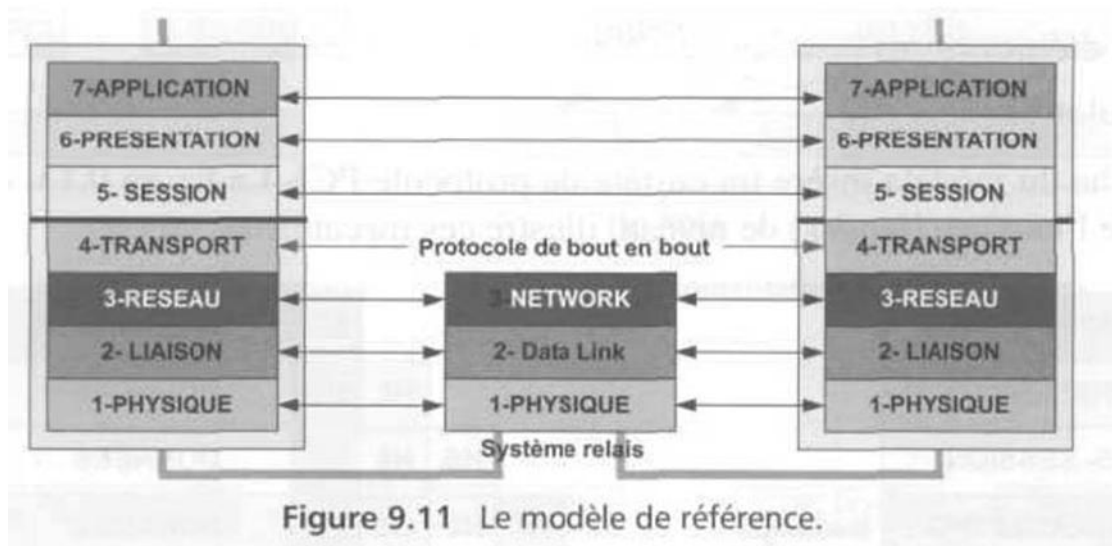 7-APPLICATION
6-PRESENTATION
5- SESSION
4-TRANSPORT
3-RESEAU
2- LIAISON
1-PHYSIQUE
Protocole de bout en bout
3-NETWORK
2- Data Link
1-PHYSIQUE
Système relais
7-APPLICATION
6-PRESENTATION
5- SESSION
4-TRANSPORT
3-RESEAU
2- LIAISON
1-PHYSIQUE
Figure 9.11 Le modèle de référence.